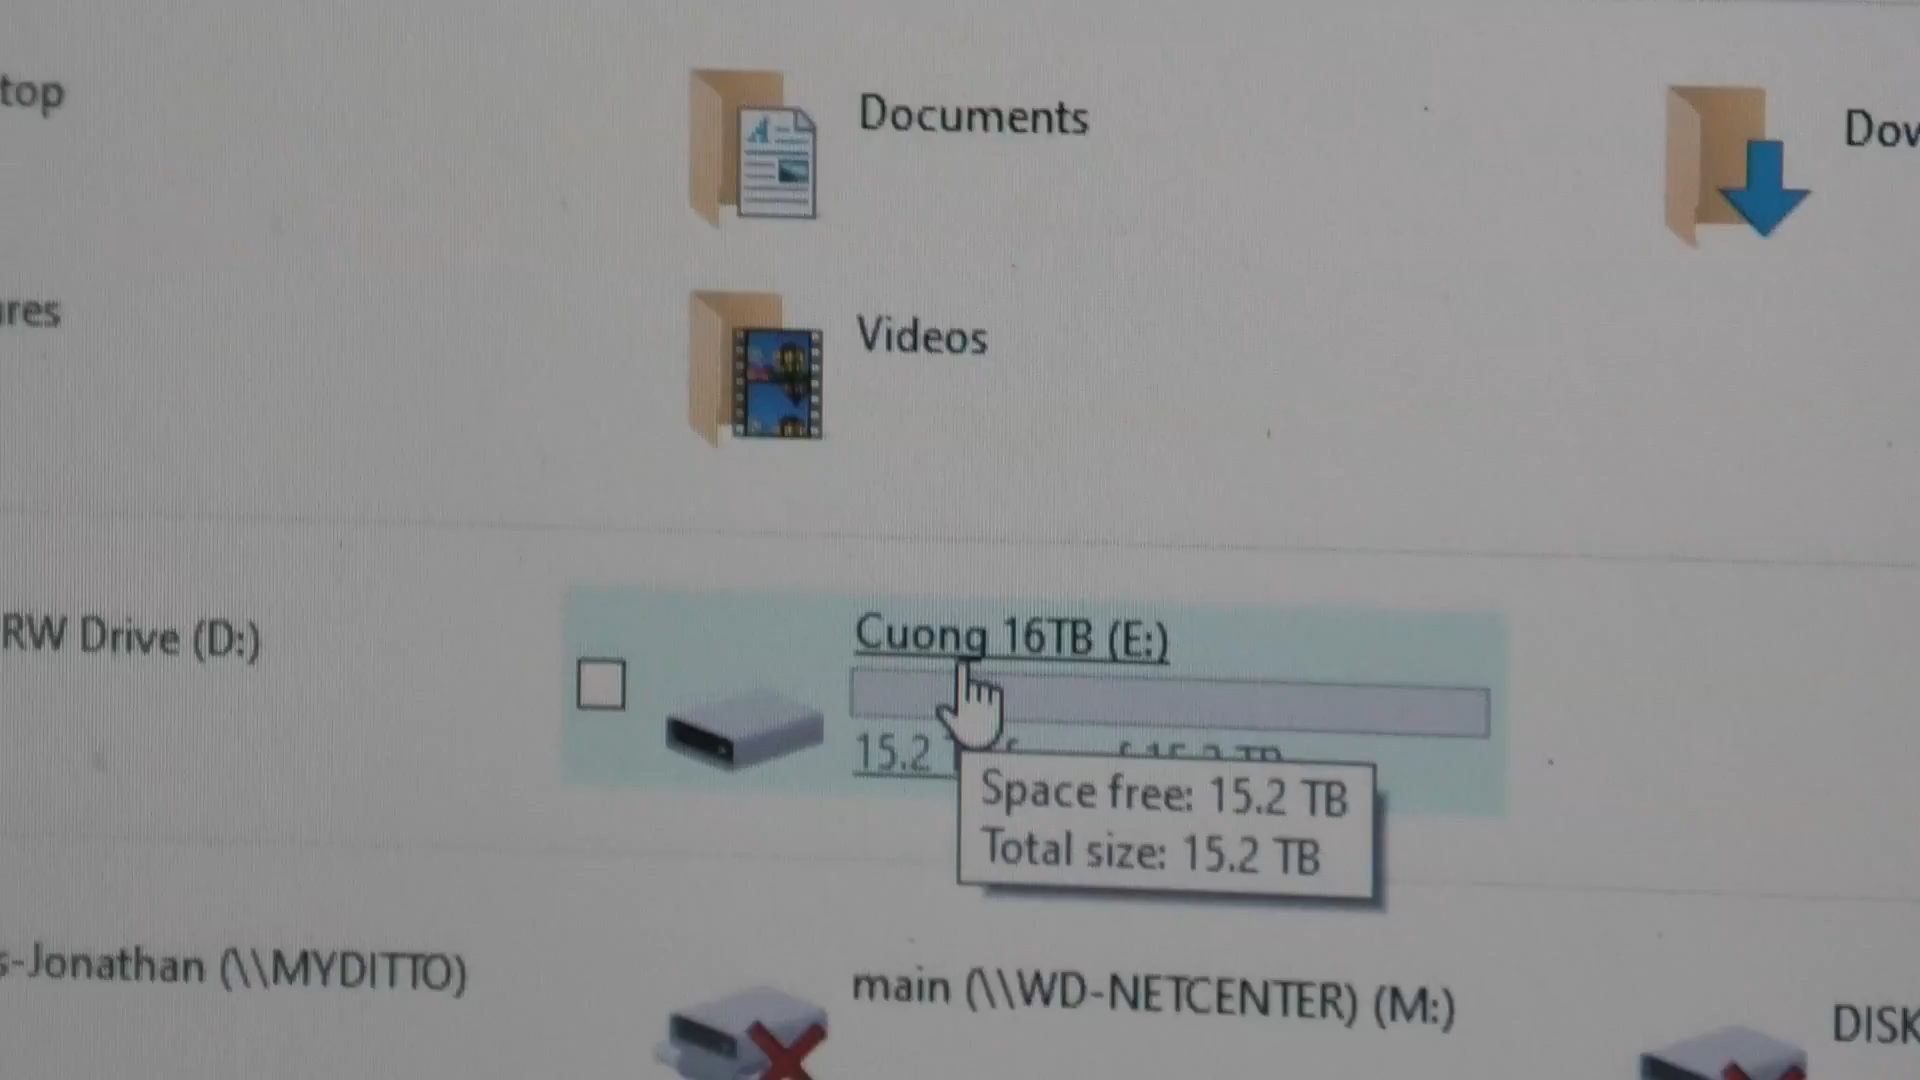 top
Documents
Dov
ures
Videos
RW Drive (D:)
Cuong 16TB (E:)
15.2
Space free: 15.2 TB
Total size: 15.2 TB
s-Jonathan (\\MYDITTO)
main (\\WD-NETCENTER) (M:)
DISK